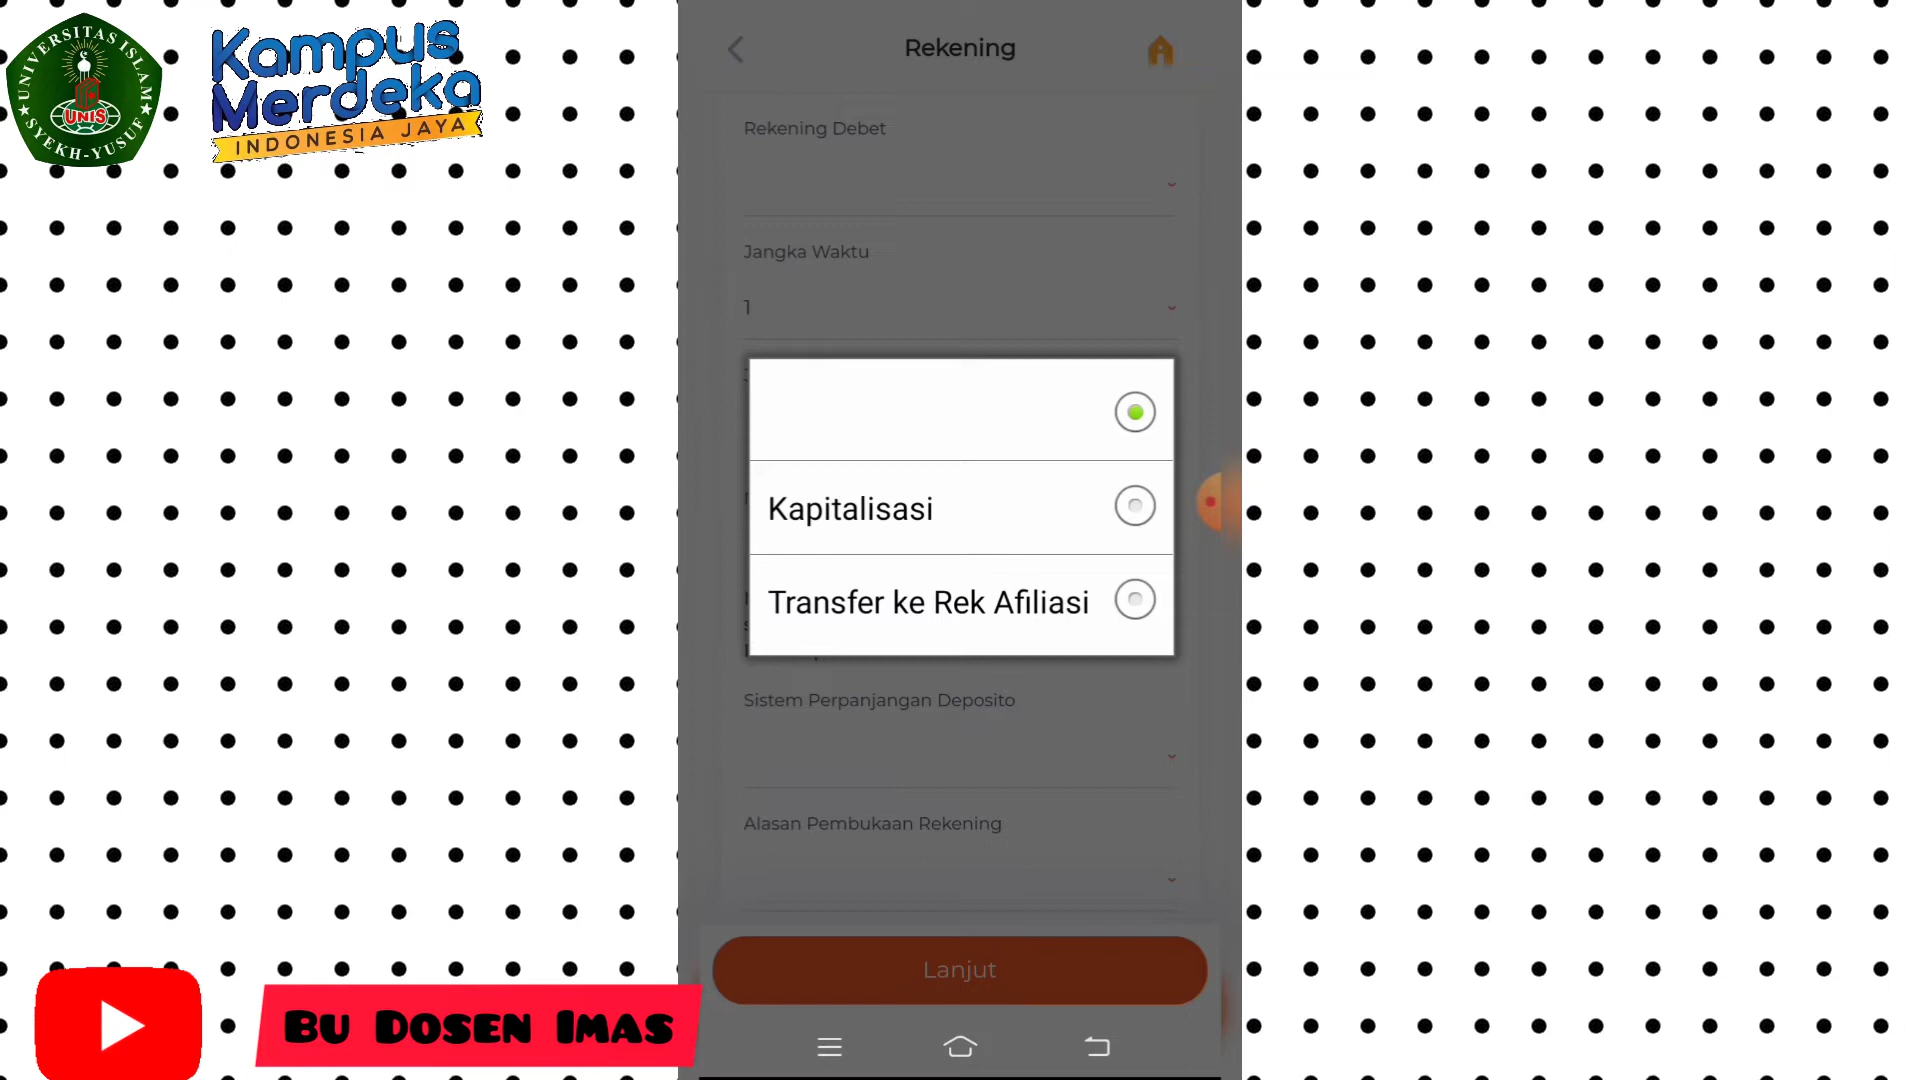 UNIVERSITAS ISLAM
UNIS
SYEKH-YUSUF
Kampus
Merdeka
INDONESIA JAYA
Rekening
Rekening Debet
Jangka Waktu
1
Kapitalisasi
Transfer ke Rek Afiliasi
Sistem Perpanjangan Deposito
Alasan Pembukaan Rekening
Lanjut
Bu Dosen Imas